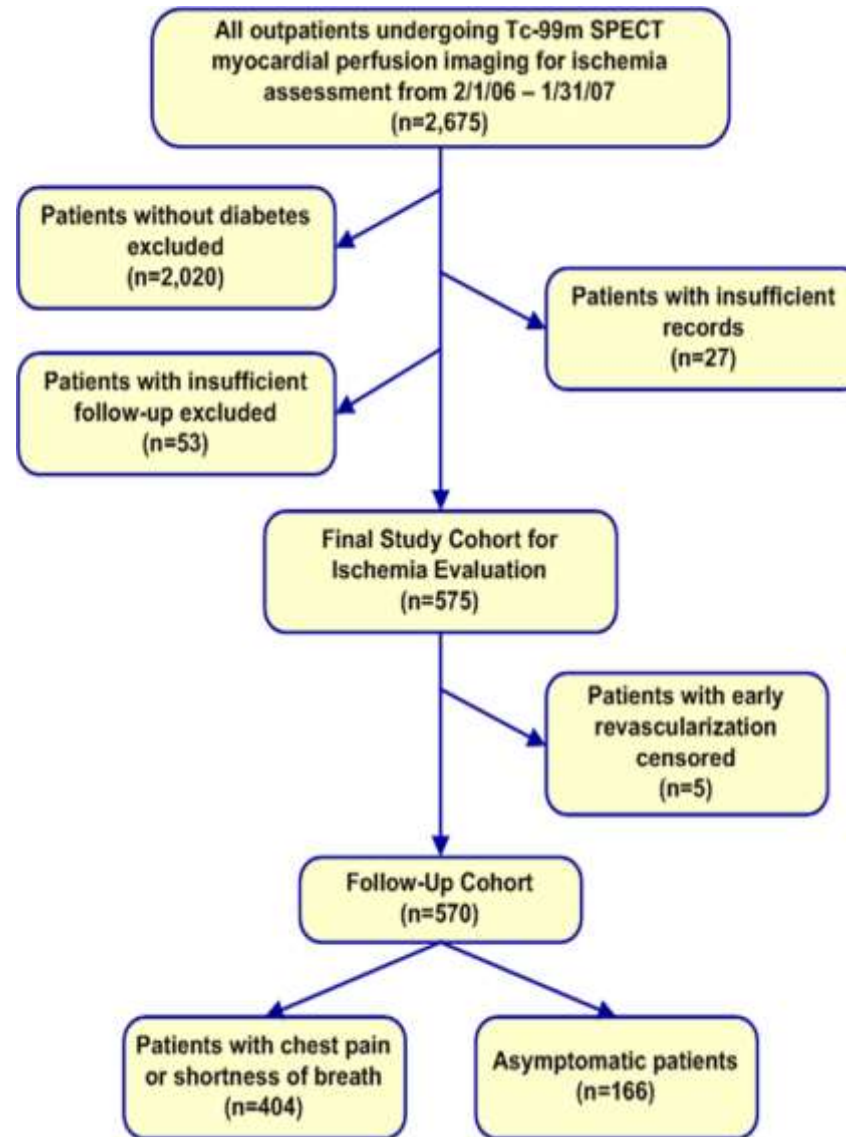 All outpatients undergoing Tc-99m SPECT
myocardial perfusion imaging for ischemia
assessment from 2/1/06 – 1/31/07
(n=2,675)
Patients without diabetes
excluded
(n=2,020)
Patients with insufficient
records
(n=27)
Patients with insufficient
follow-up excluded
(n=53)
Final Study Cohort for
Ischemia Evaluation
(n=575)
Patients with early
revascularization
censored
(n=5)
Follow-Up Cohort
(n=570)
Patients with chest pain
or shortness of breath
(n=404)
Asymptomatic patients
(n=166)